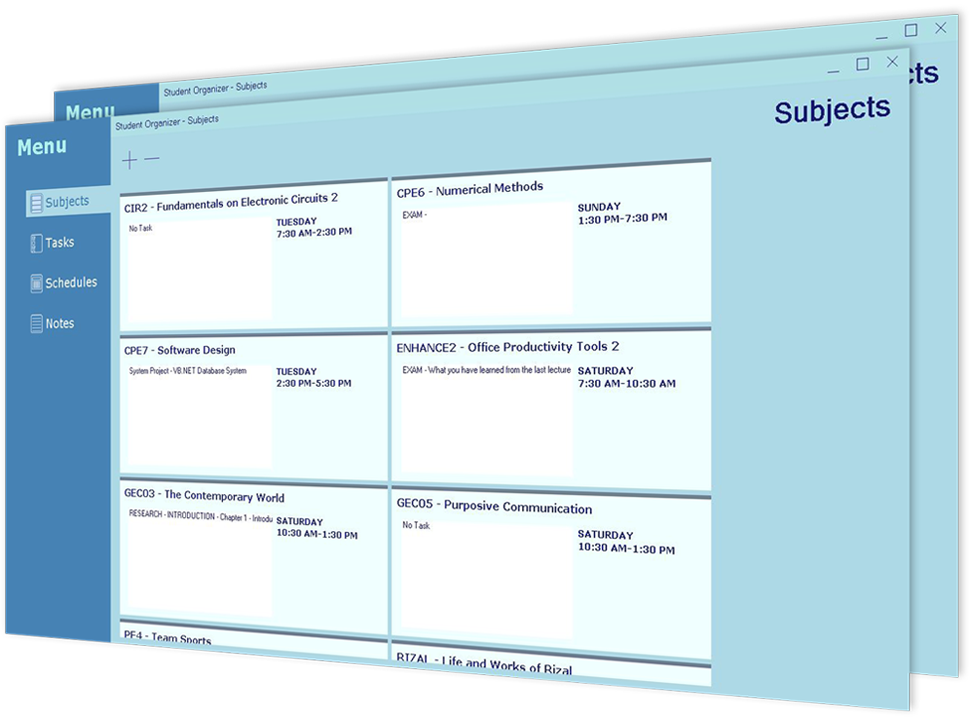 cts
Student Organizer - Subjects
Menu
Student Organizer - Subjects
Subjects
Menu
Subjects
Tasks
Schedules
Notes
CIR2 - Fundamentals on Electronic Circuits 2
No Task
TUESDAY
7:30 AM-2:30 PM
CPE6 - Numerical Methods
EXAM -
SUNDAY
1:30 PM-7:30 PM
CPE7 - Software Design
System Project - VB.NET Database System
TUESDAY
2:30 PM-5:30 PM
ENHANCE2 - Office Productivity Tools 2
EXAM - What you have learned from the last lecture
SATURDAY
7:30 AM-10:30 AM
GEC03 - The Contemporary World
RESEARCH - INTRODUCTION - Chapter 1 - Introdu
SATURDAY
10:30 AM-1:30 PM
GEC05 - Purposive Communication
No Task
SATURDAY
10:30 AM-1:30 PM
PE4 - Team Sports
RIZAL - Life and Works of Rizal